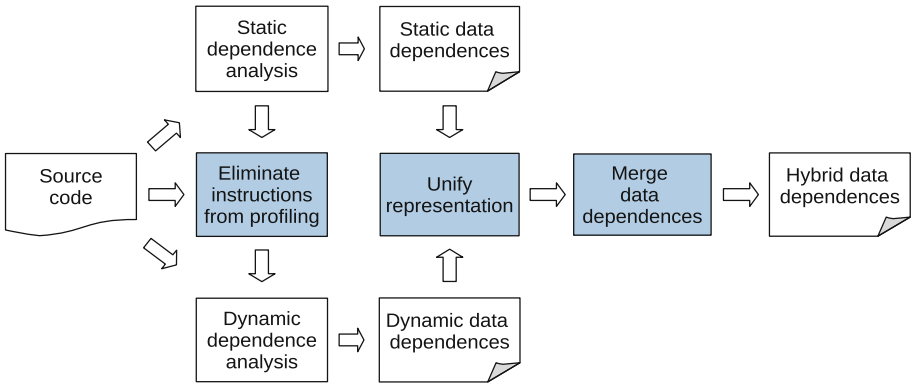 Static
dependence
analysis
Static data
dependences
Source
code
Eliminate
instructions
from profiling
Unify
representation
Merge
data
dependences
Hybrid data
dependences
Dynamic
dependence
analysis
Dynamic data
dependences